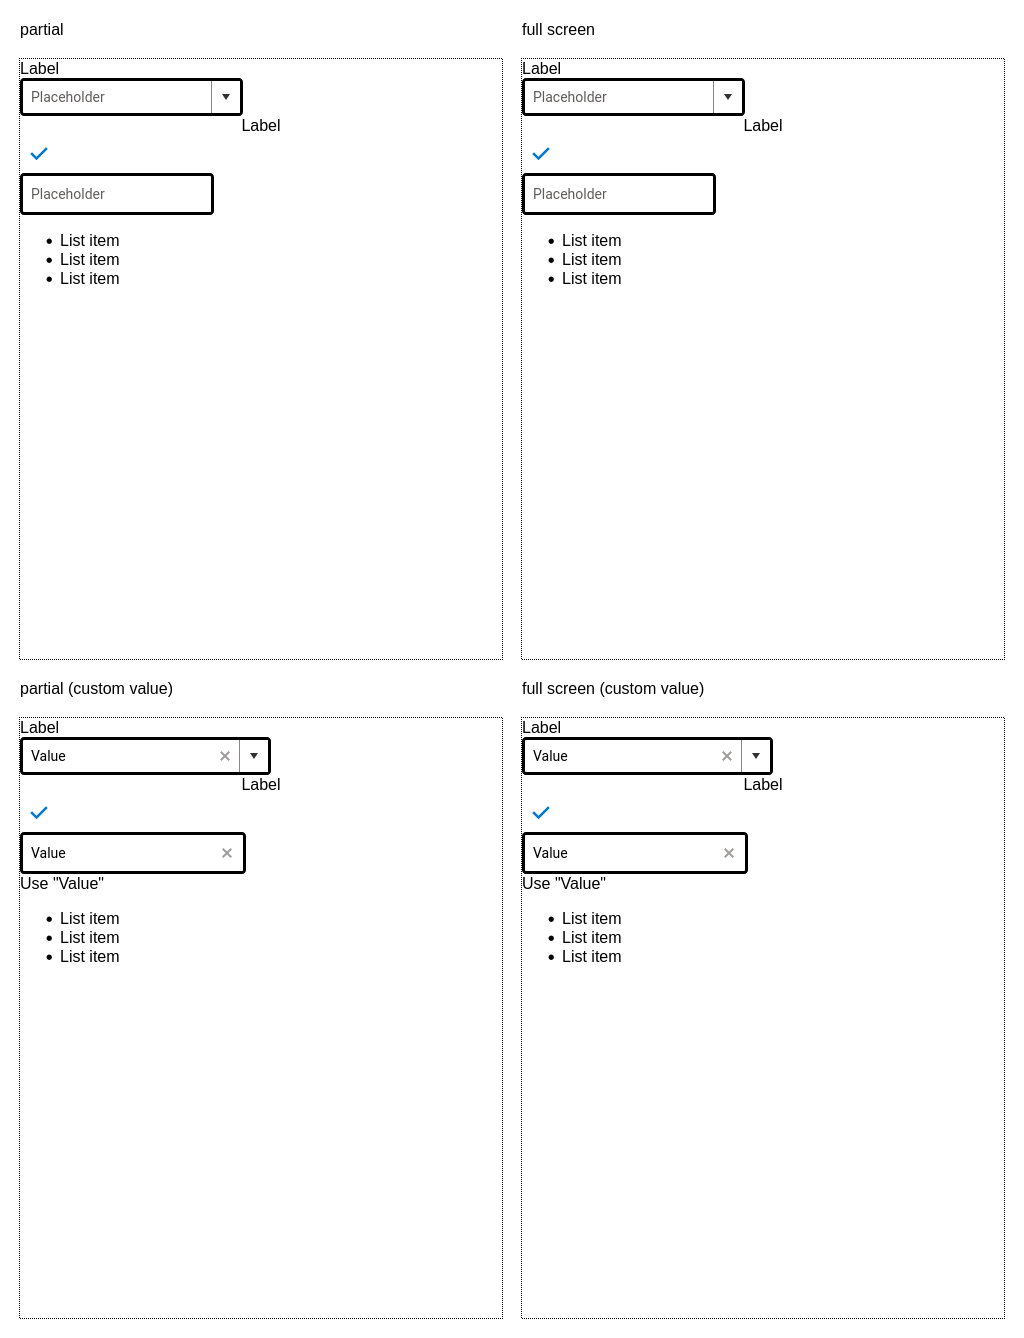 partial
Label
Placeholder
Label
Placeholder
List item
List item
List item
full screen
Label
Placeholder
Label
Placeholder
List item
List item
List item
partial (custom value)
Label
Value
Label
Value
Use "Value"
List item
List item
List item
full screen (custom value)
Label
Value
Label
Value
Use "Value"
List item
List item
List item